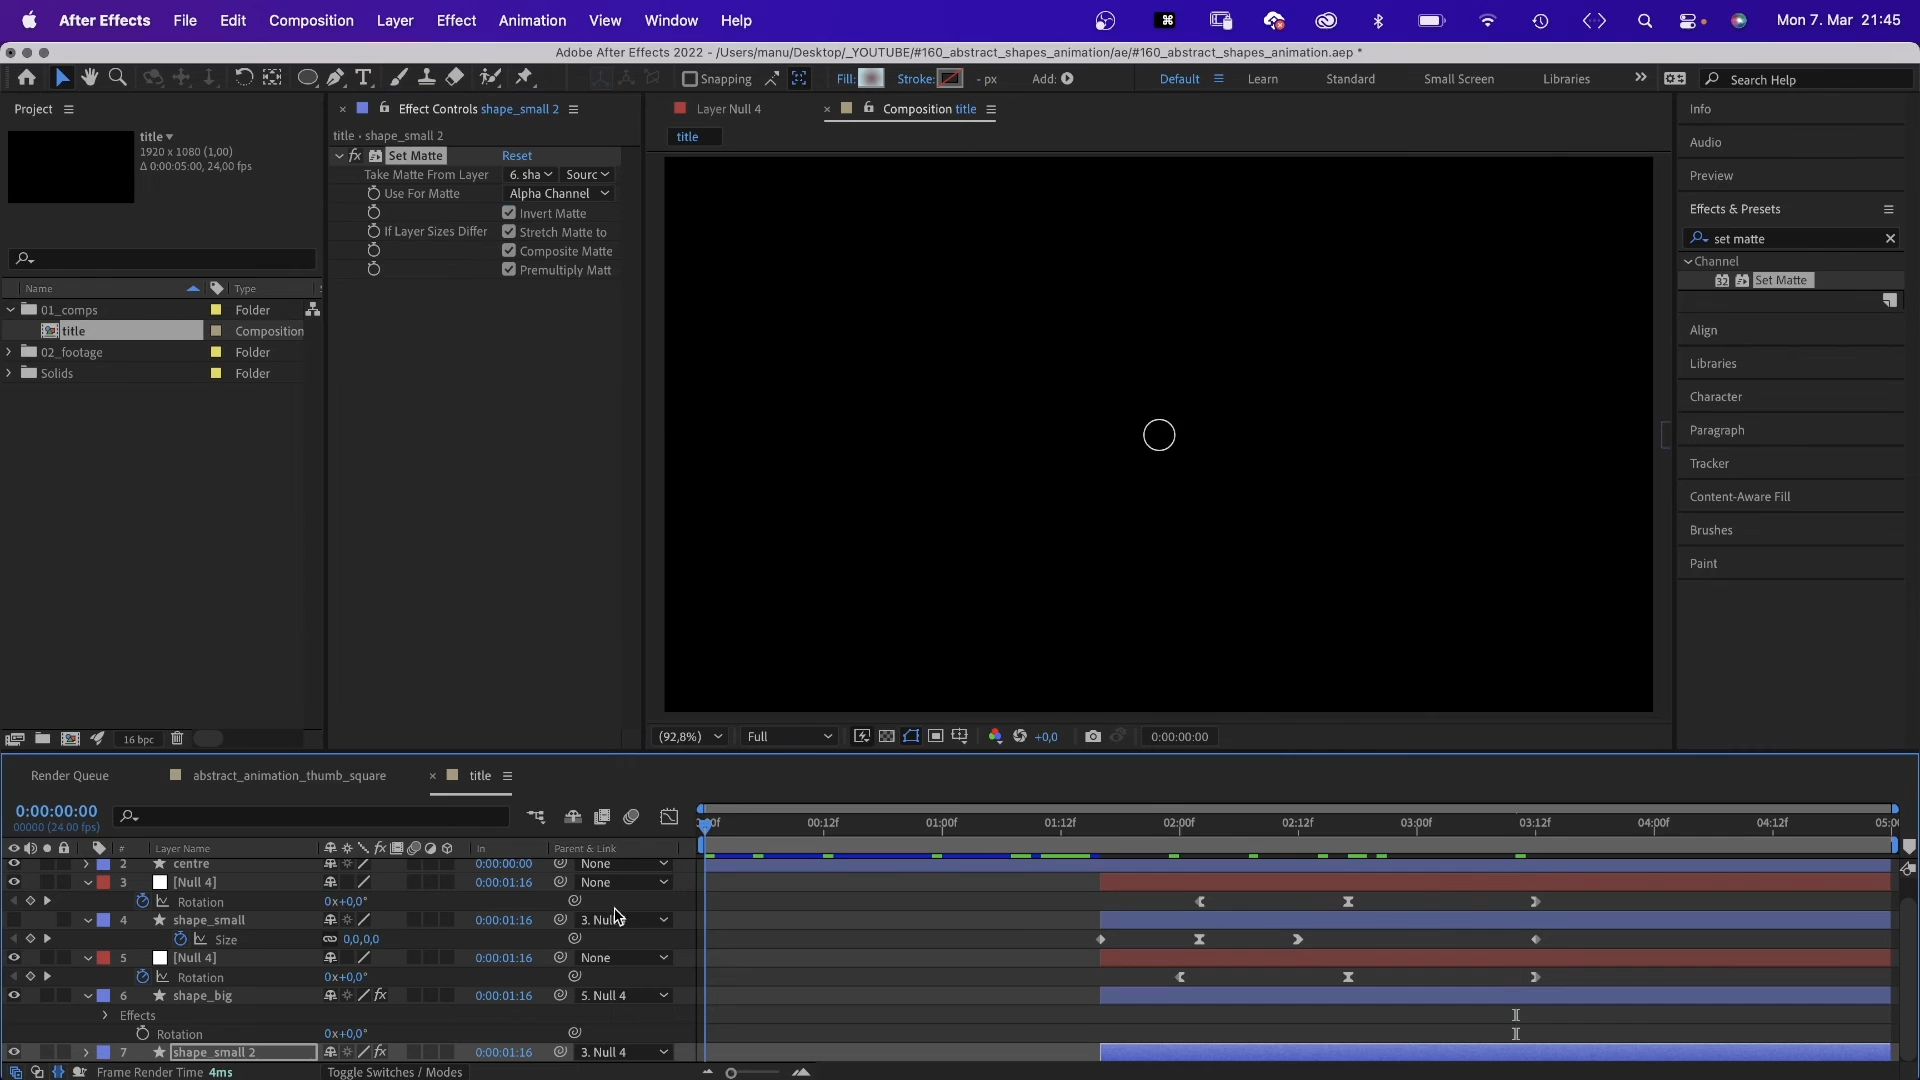 After Effects File Edit Composition Layer Effect Animation View Window Help Mon 7. Mar 21:45
Adobe After Effects 2022 - /Users/manu/Desktop/_YOUTUBE/#160_abstract_shapes_animation/ae/#160_abstract_shapes_animation.aep *
Snapping Fill: Stroke: - px Add: Default Learn Standard Small Screen Libraries Search Help
Project
title
1920 x 1080 (1,00)
Δ 0:00:05:00, 24,00 fps
Name Type
01_comps Folder
title Composition
02_footage Folder
Solids Folder
16 bpc
Effect Controls shape_small 2
title • shape_small 2
fx Set Matte Reset
Take Matte From Layer 6. sha Sourc
Use For Matte Alpha Channel
Invert Matte
If Layer Sizes Differ Stretch Matte to
Composite Matte
Premultiply Matt
Layer Null 4 Composition title
title
(92,8%) Full +0,0 0:00:00:00
Info
Audio
Preview
Effects & Presets
set matte
Channel
32 Set Matte
Align
Libraries
Character
Paragraph
Tracker
Content-Aware Fill
Brushes
Paint
Render Queue abstract_animation_thumb_square title
0:00:00:00
00000 (24.00 fps)
00:12f 01:00f 01:12f 02:00f 02:12f 03:00f 03:12f 04:00f 04:12f
# Layer Name fx In Parent & Link
2 centre 0:00:00:00 None
3 [Null 4] 0:00:01:16 None
Rotation 0x+0,0°
4 shape_small 0:00:01:16 3. Null
Size 0,0,0,0
5 [Null 4] 0:00:01:16 None
Rotation 0x+0,0°
6 shape_big fx 0:00:01:16 5. Null 4
Effects
Rotation 0x+0,0°
7 shape_small 2 fx 0:00:01:16 3. Null 4
Frame Render Time 4ms Toggle Switches / Modes